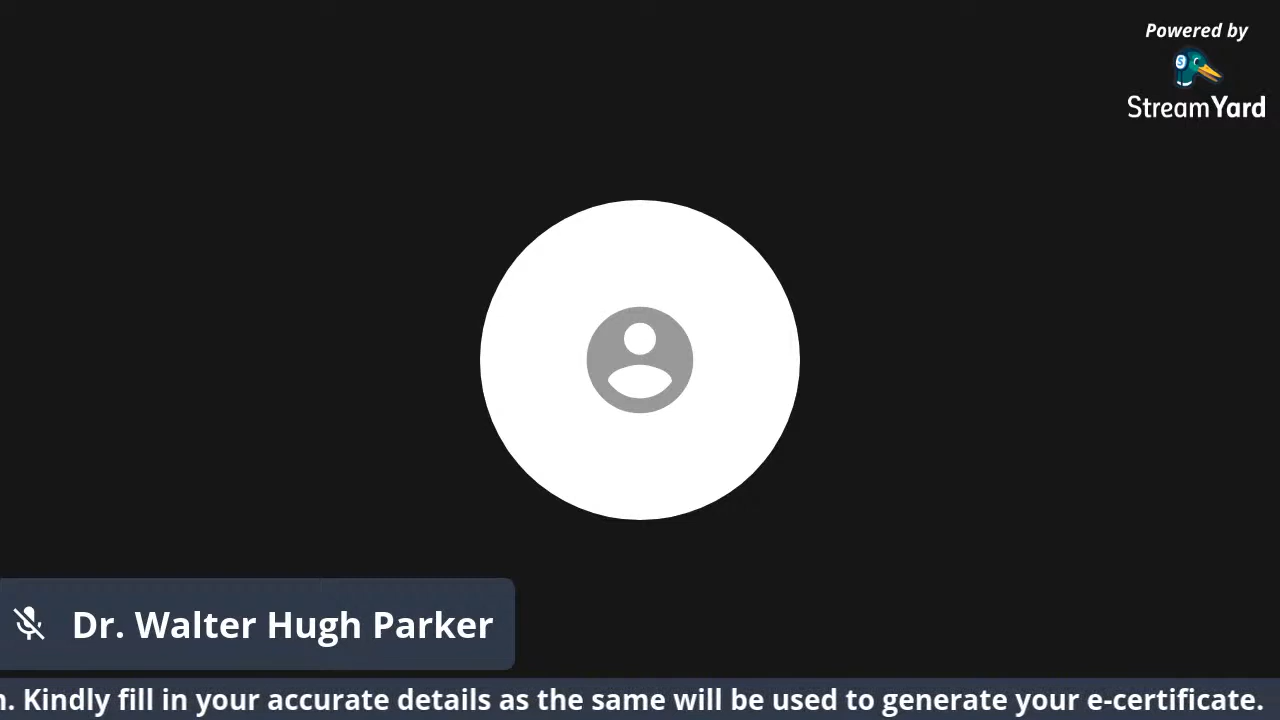 Powered by
S
StreamYard
Dr. Walter Hugh Parker
. Kindly fill in your accurate details as the same will be used to generate your e-certificate.